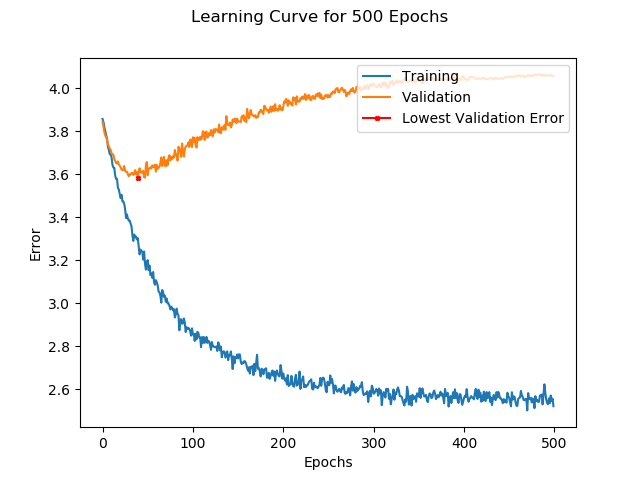 Learning Curve for 500 Epochs
Training
Validation
Lowest Validation Error
Error
4.0
3.8
3.6
3.4
3.2
3.0
2.8
2.6
0 100 200 300 400 500
Epochs